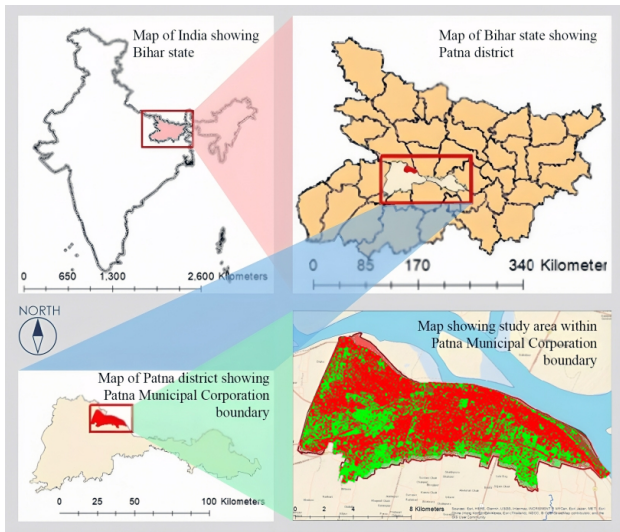 Map of India showing
Bihar state
0 650 1.300 2.600 Kilometers
Map of Bihar state showing
Patna district
0 85 170 340 Kilometer
NORTH
Map of Patna district showing
Patna Municipal Corporation
boundary
0 25 50 100 Kilometers
Map showing study area within
Patna Municipal Corporation
boundary
0 2 4 8 Kilometers